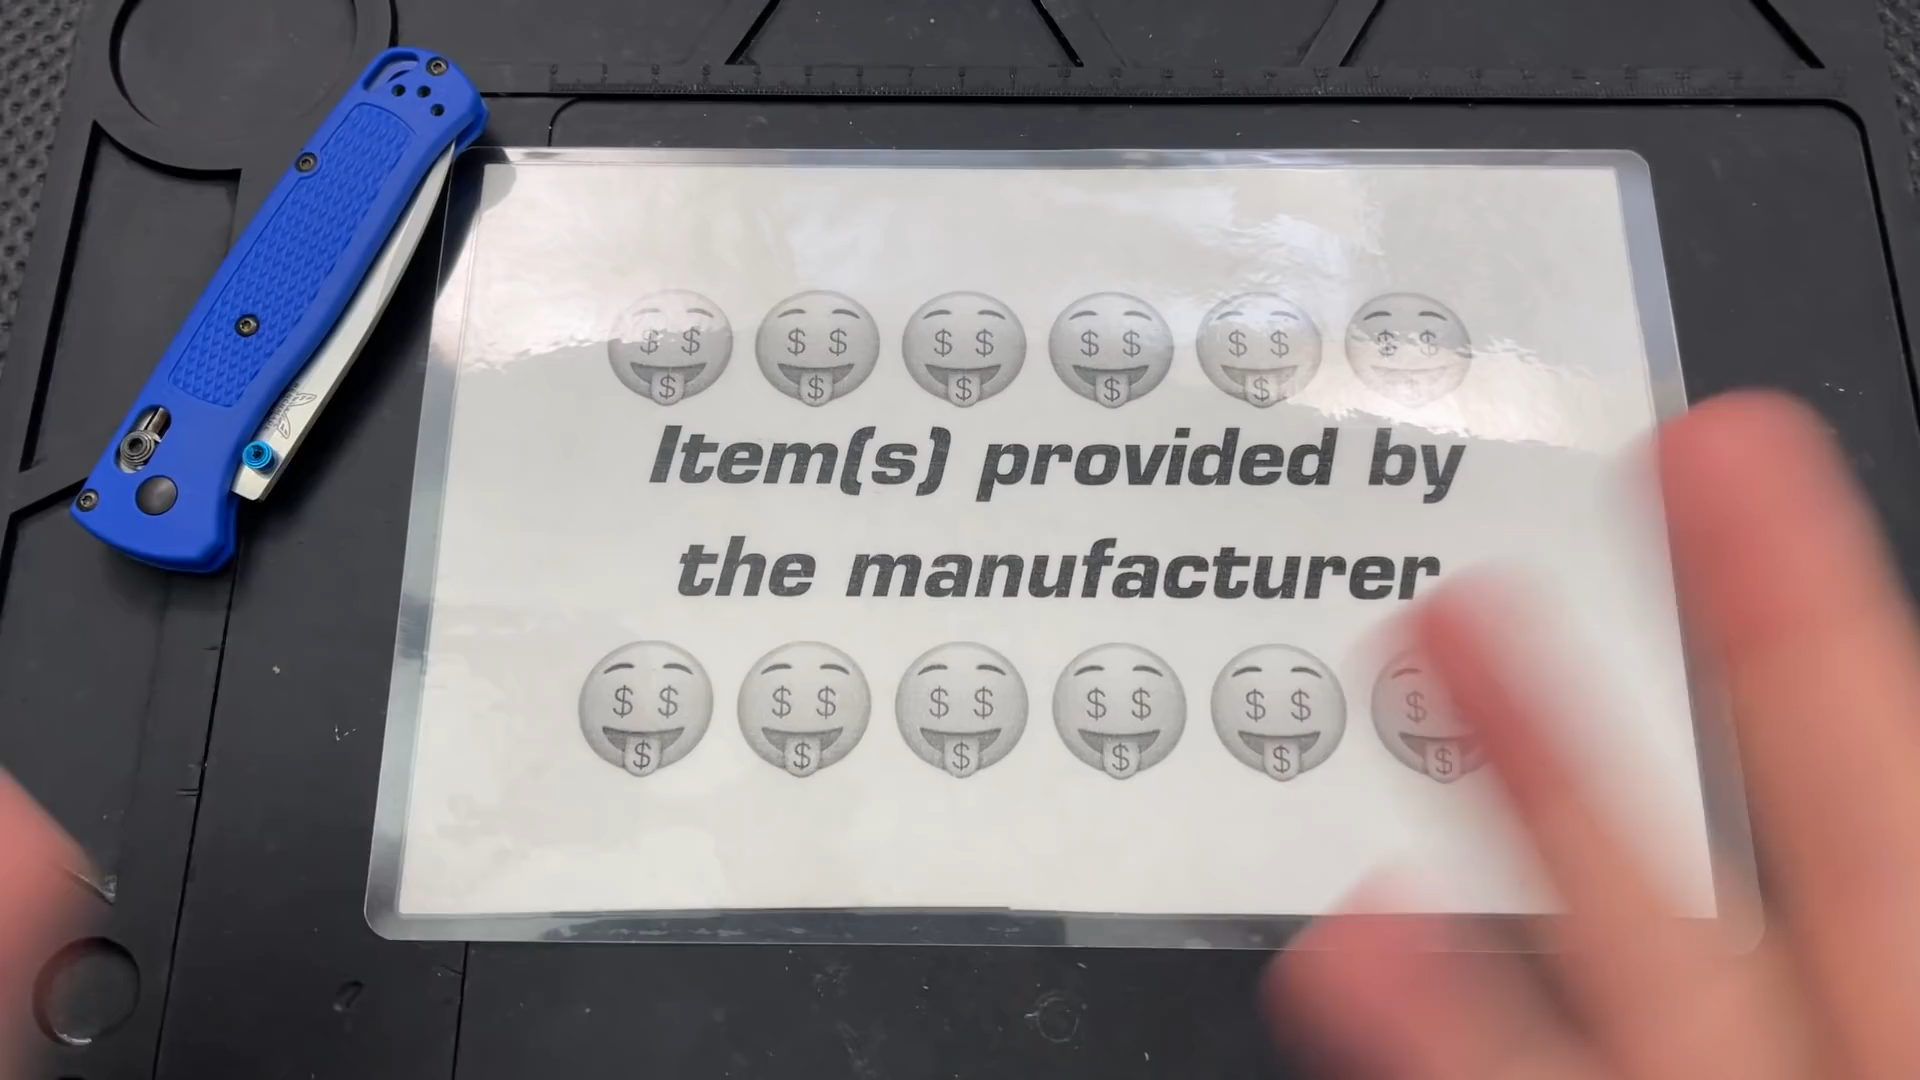 $ $ $ $ $ $ $ $ $ $ $ $
$ $ $ $ $ $
Item(s) provided by
the manufacturer
$ $ $ $ $ $ $ $ $ $ $
$ $ $ $ $ $